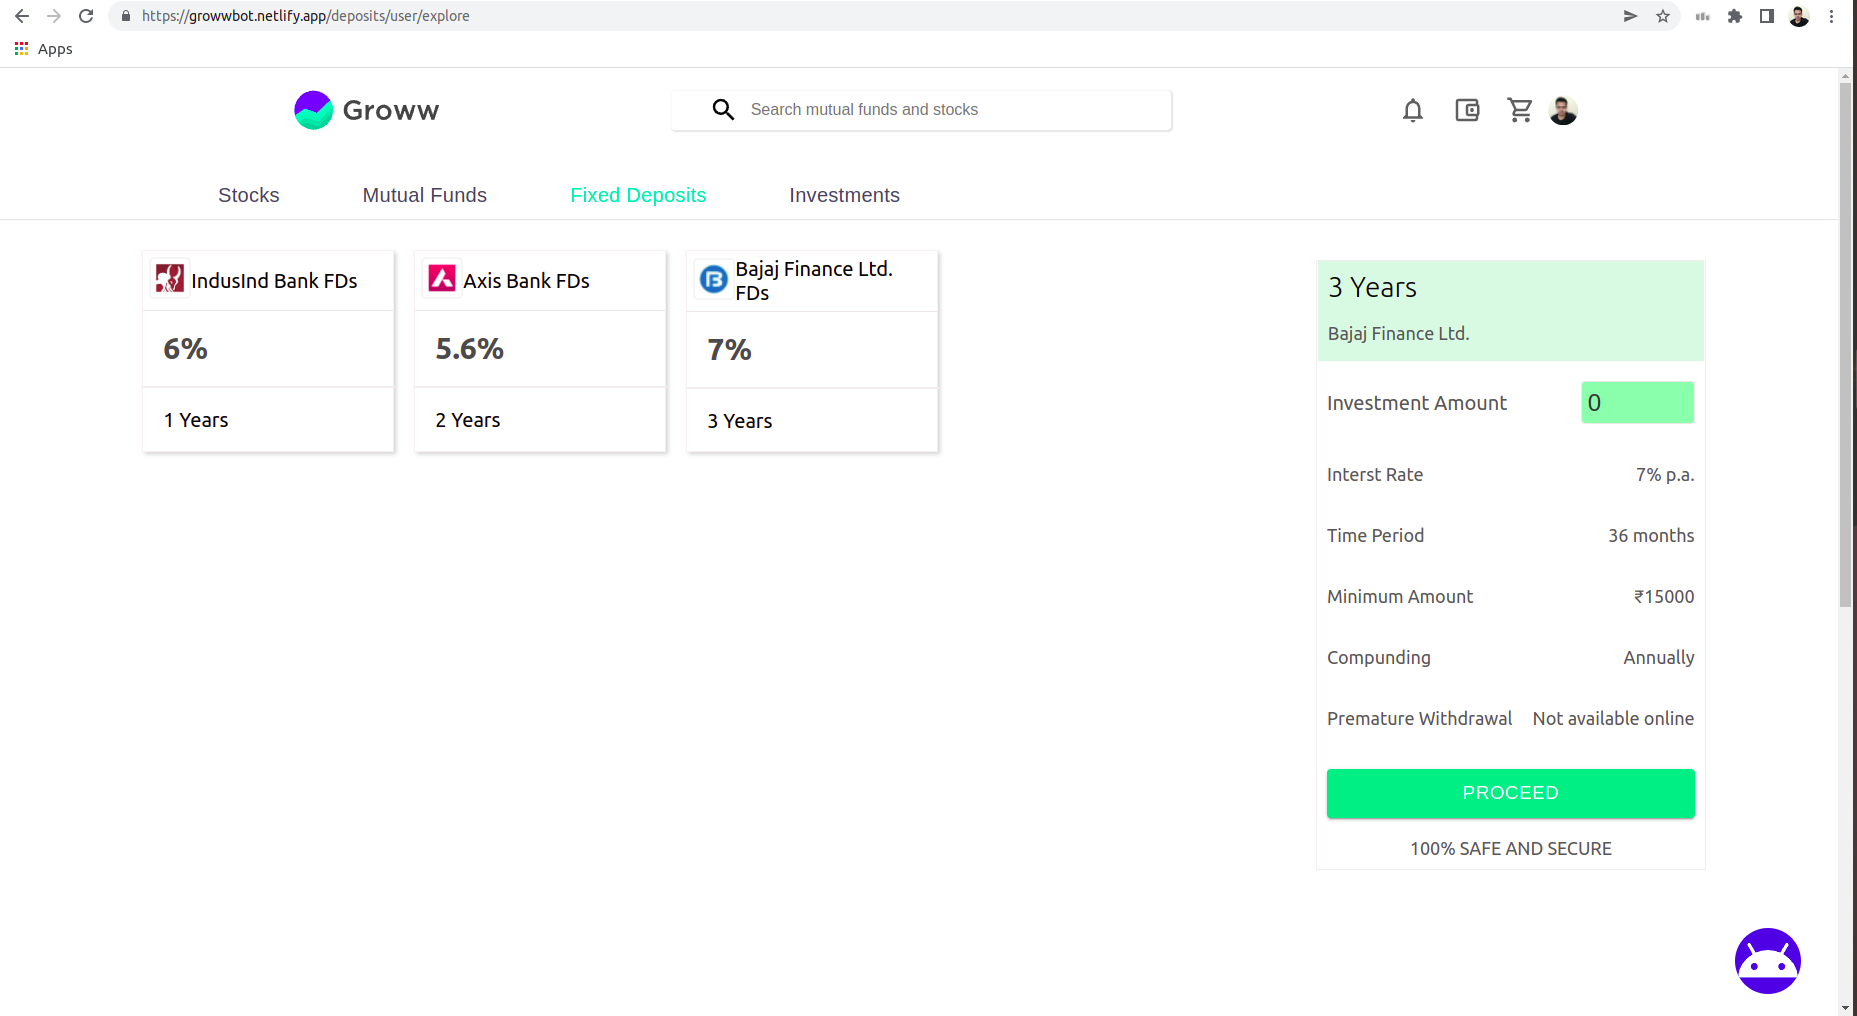 https://growwbot.netlify.app/deposits/user/explore
Apps
Groww
Search mutual funds and stocks
Stocks
Mutual Funds
Fixed Deposits
Investments
IndusInd Bank FDs
6%
1 Years
Axis Bank FDs
5.6%
2 Years
Bajaj Finance Ltd.
FDs
7%
3 Years
3 Years
Bajaj Finance Ltd.
Investment Amount 0
Interst Rate 7% p.a.
Time Period 36 months
Minimum Amount ₹15000
Compunding Annually
Premature Withdrawal Not available online
PROCEED
100% SAFE AND SECURE